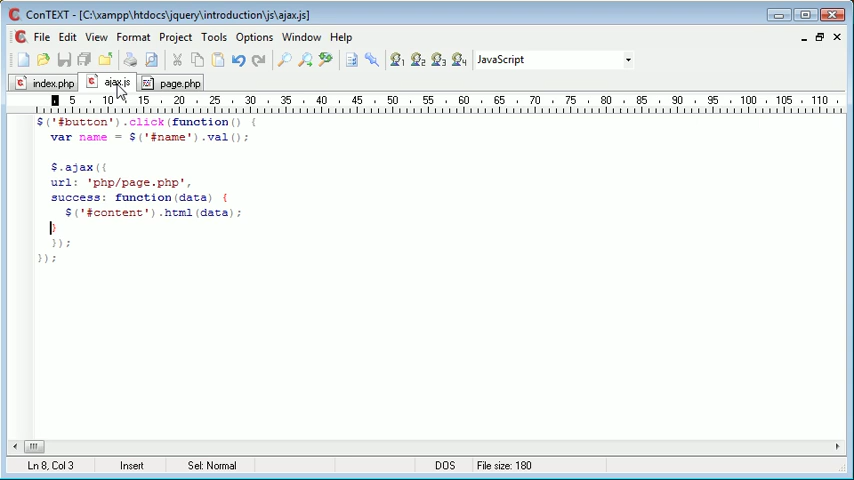 ConTEXT - [C:\xampp\htdocs\jquery\introduction\js\ajax.js]
File Edit View Format Project Tools Options Window Help
JavaScript
index.php ajax.js page.php
5 10 15 20 25 30 35 40 45 50 55 60 65 70 75 80 85 90 95 100 105 110
$('#button').click(function() {
var name = $('#name').val();
$.ajax({
url: 'php/page.php',
success: function(data) {
$('#content').html(data);
}
});
});
Ln 8, Col 3 Insert Sel: Normal DOS File size: 180